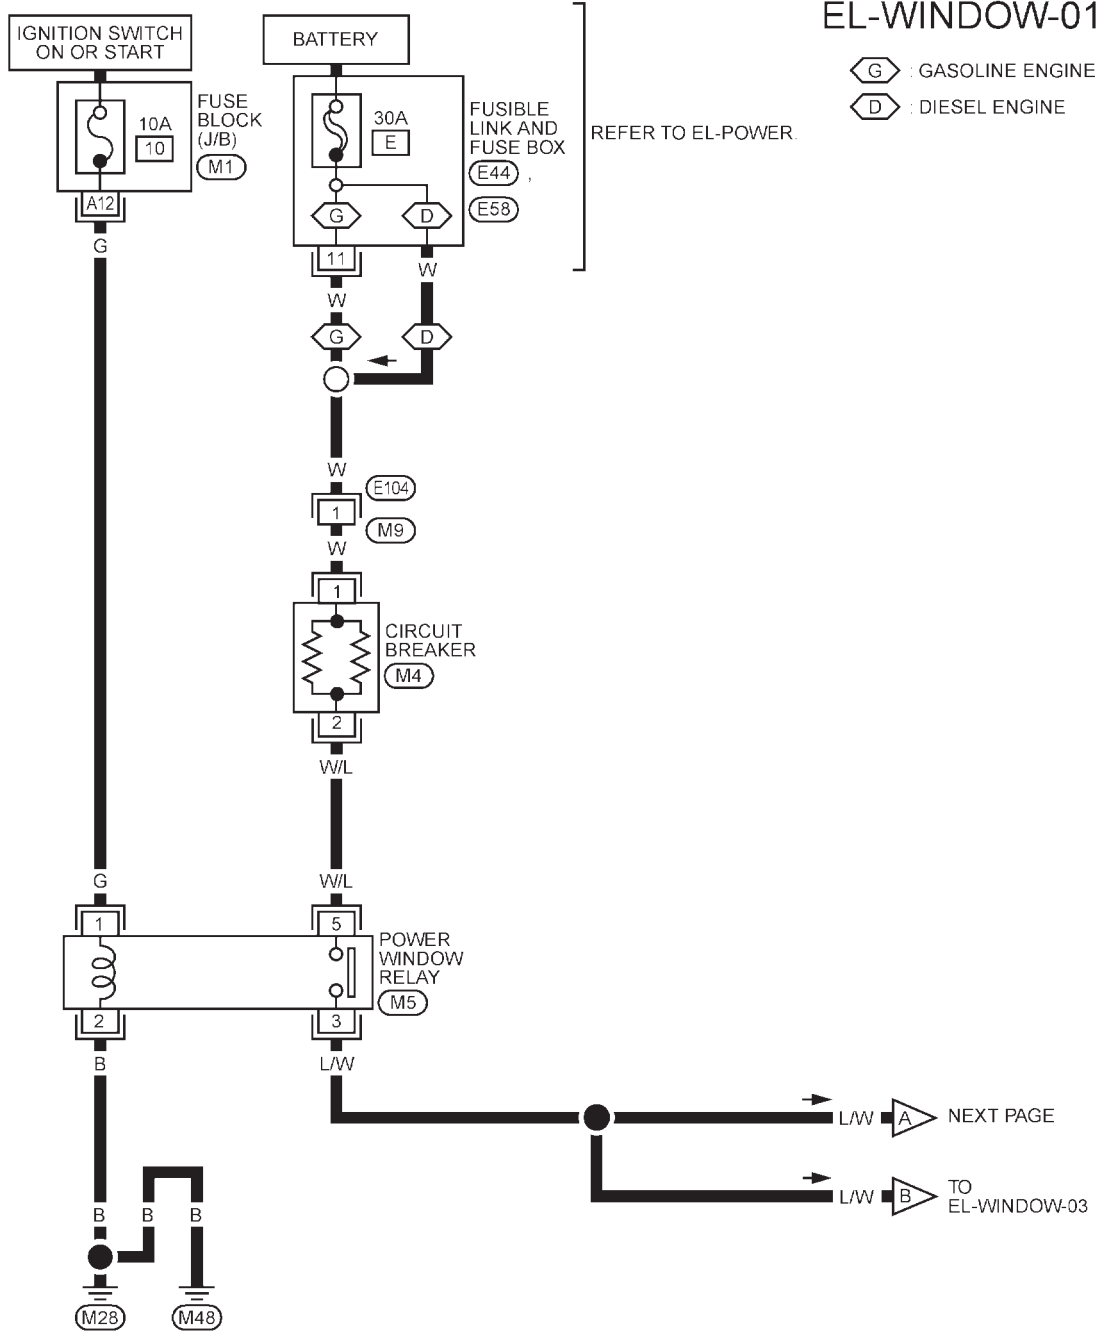 EL-WINDOW-01
G : GASOLINE ENGINE
D : DIESEL ENGINE
IGNITION SWITCH
ON OR START
BATTERY
10A
10
FUSE
BLOCK
(J/B)
M1
A12
G
30A
E
FUSIBLE
LINK AND
FUSE BOX
E44 ,
E58
REFER TO EL-POWER.
G
D
11
W
W
G
D
W
E104
1
M9
W
1
CIRCUIT
BREAKER
M4
2
W/L
G
W/L
1
5
POWER
WINDOW
RELAY
M5
2
3
B
L/W
L/W
A
NEXT PAGE
L/W
B
TO
EL-WINDOW-03
B
B
B
M28
M48